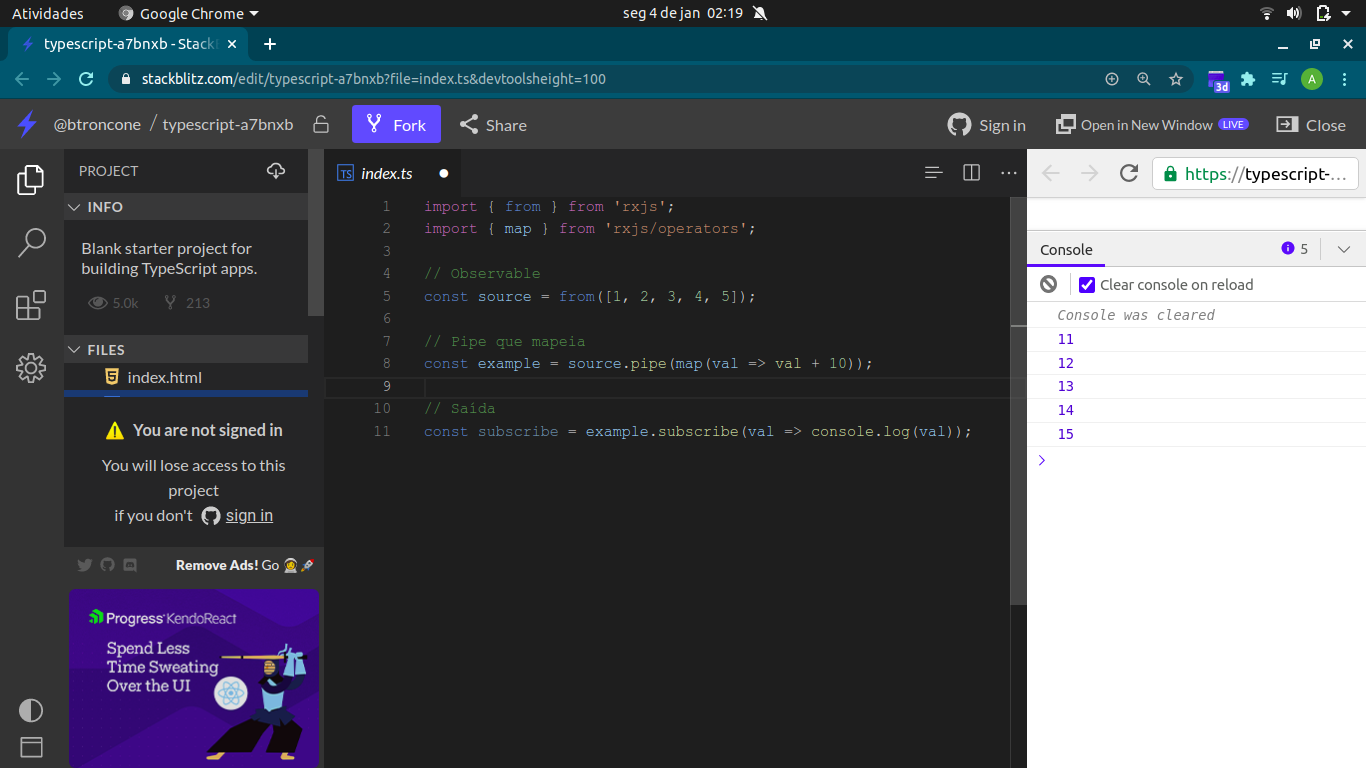 Atividades Google Chrome seg 4 de jan 02:19
typescript-a7bnxb - Stack
stackblitz.com/edit/typescript-a7bnxb?file=index.ts&devtoolsheight=100 3d A
@btroncone / typescript-a7bnxb Fork Share Sign in Open in New Window LIVE Close
PROJECT
INFO
Blank starter project for
building TypeScript apps.
5.0k 213
FILES
index.html
You are not signed in
You will lose access to this
project
if you don't sign in
Remove Ads! Go
Progress KendoReact
Spend Less
Time Sweating
Over the UI
TS index.ts
1 import { from } from 'rxjs';
2 import { map } from 'rxjs/operators';
3
4 // Observable
5 const source = from([1, 2, 3, 4, 5]);
6
7 // Pipe que mapeia
8 const example = source.pipe(map(val => val + 10));
9
10 // Saída
11 const subscribe = example.subscribe(val => console.log(val));
https://typescript-...
Console 5
Clear console on reload
Console was cleared
11
12
13
14
15